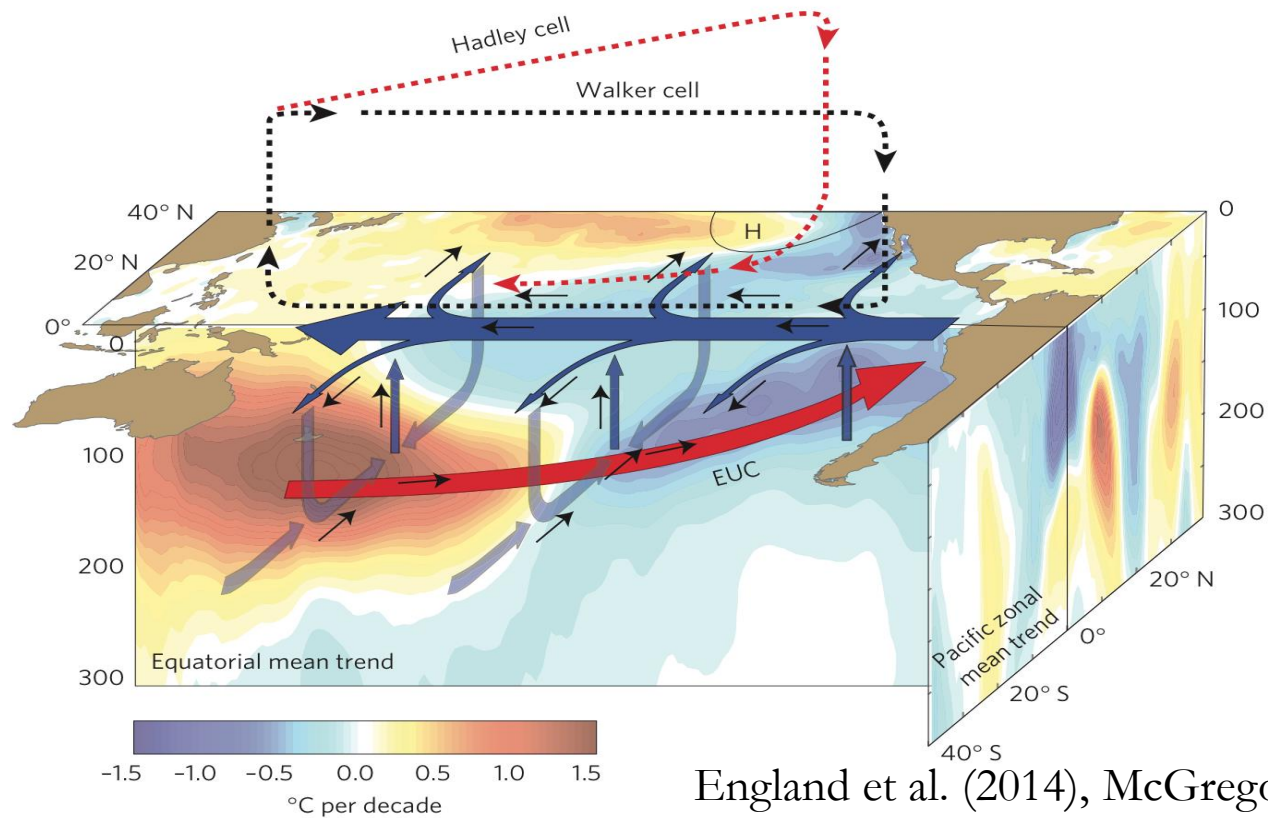 Hadley cell
Walker cell
40° N
20° N
0°
H
0
100
200
300
0
100
200
300
EUC
Equatorial mean trend
Pacific zonal
mean trend
20° N
0°
20° S
40° S
-1.5 -1.0 -0.5 0.0 0.5 1.0 1.5
°C per decade
England et al. (2014),